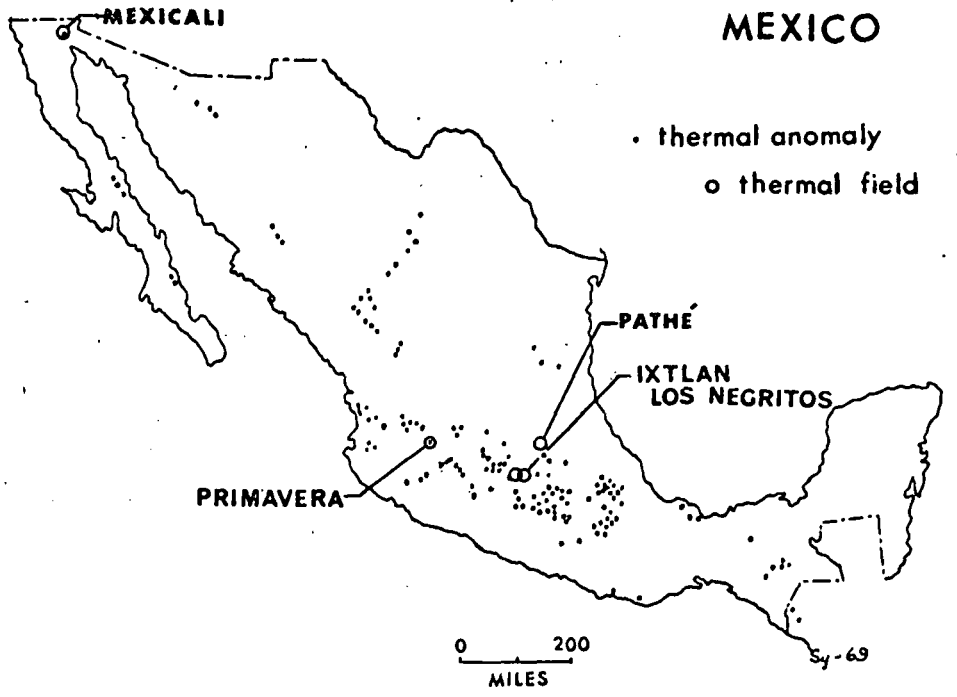 MEXICALI
MEXICO
• thermal anomaly
o thermal field
PATHÉ
IXTLAN
LOS NEGRITOS
PRIMAVERA
0 200
MILES
Sy-69